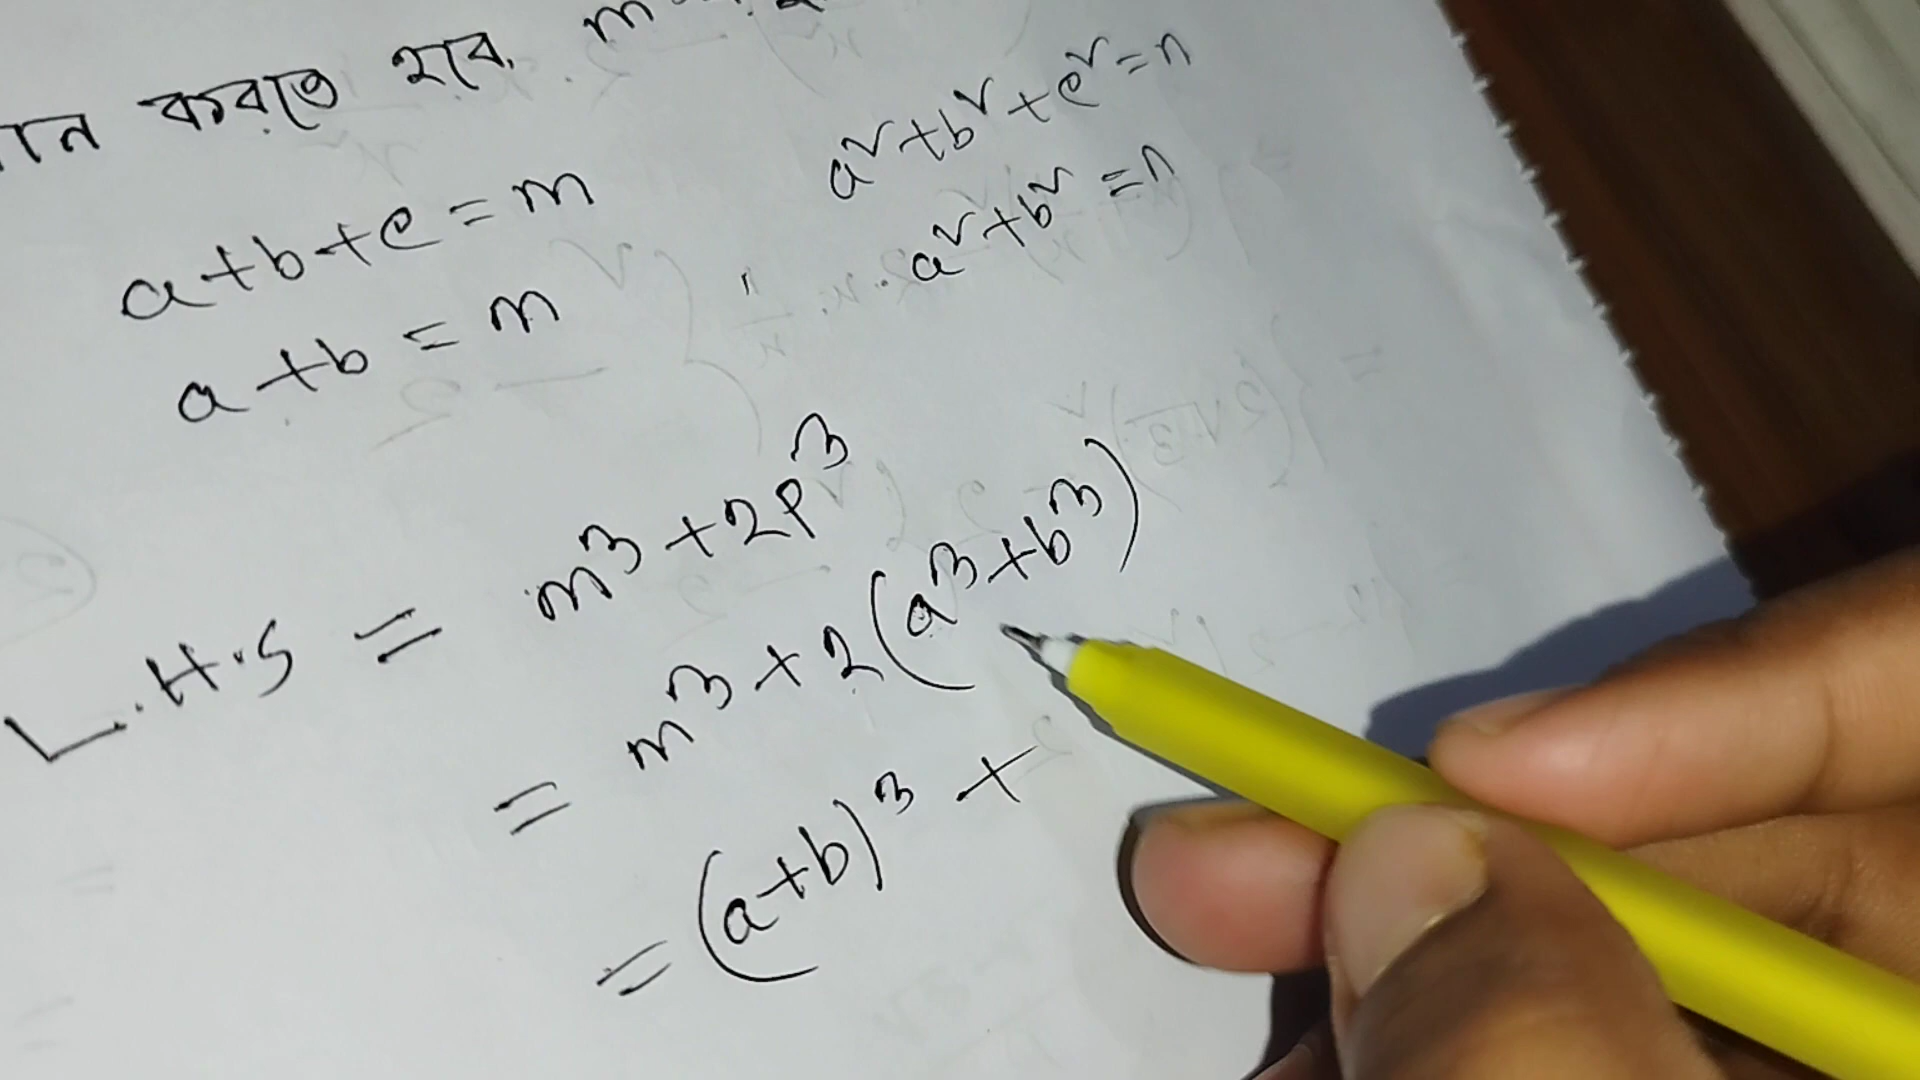 করতে হবে, m
a+b+c = m
a²+b²+c² = n
a+b = m
∴ a²+b² = n
L.H.S = m³+2p³
= m³+2(a³+b³)
= (a+b)³ +